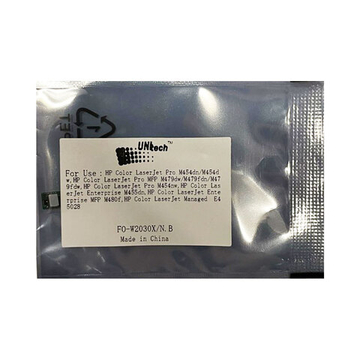 UNItech
For Use : HP Color LaserJet Pro M454dn/M454d
w, HP Color LaserJet Pro MFP M479dw/M479fdn/M47
9fdw, HP Color LaserJet Pro M454nw, HP Color Las
erJet Enterprise M455dn, HP Color LaserJet Ente
rprise MFP M480f, HP Color LaserJet Managed E4
5028
FO-W2030X/N.B
Made in China